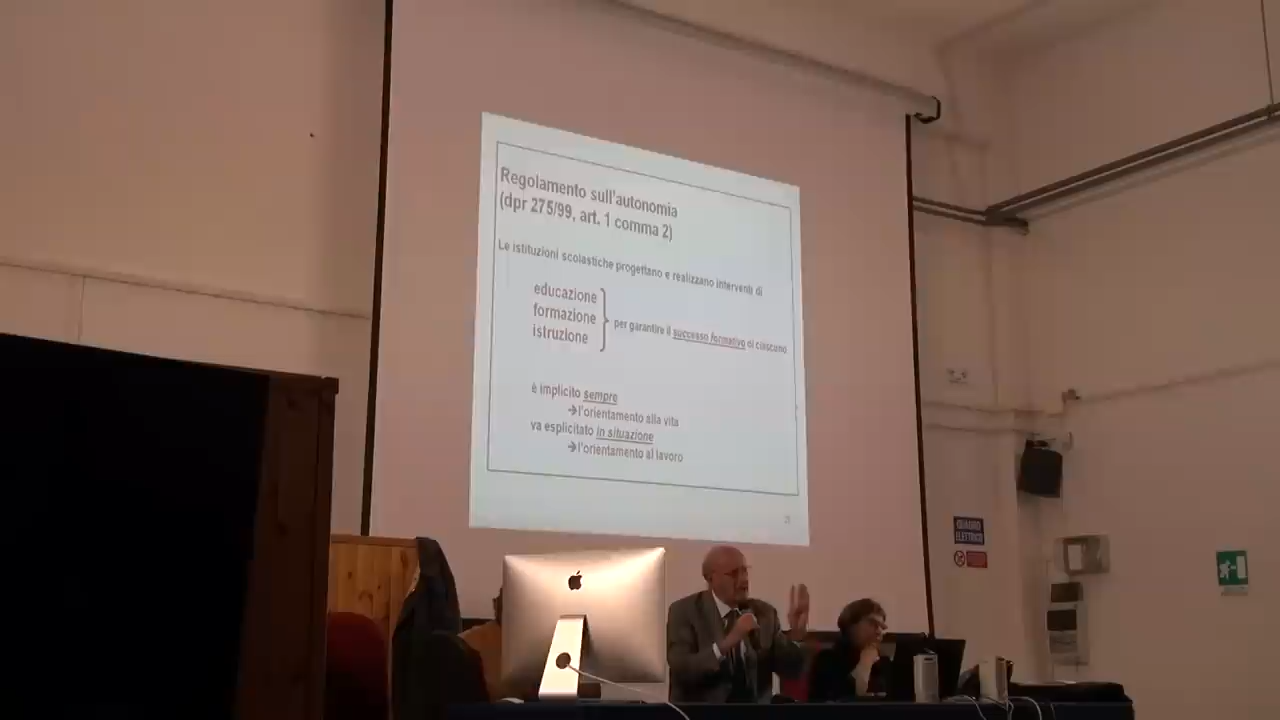 Regolamento sull'autonomia
(dpr 275/99, art. 1 comma 2)
Le istituzioni scolastiche progettano e realizzano interventi di
educazione
formazione
istruzione
per garantire il successo formativo di ciascuno
è implicito sempre
→l'orientamento alla vita
va esplicitato in situazione
→l'orientamento al lavoro
QUADRO
ELETTRICO